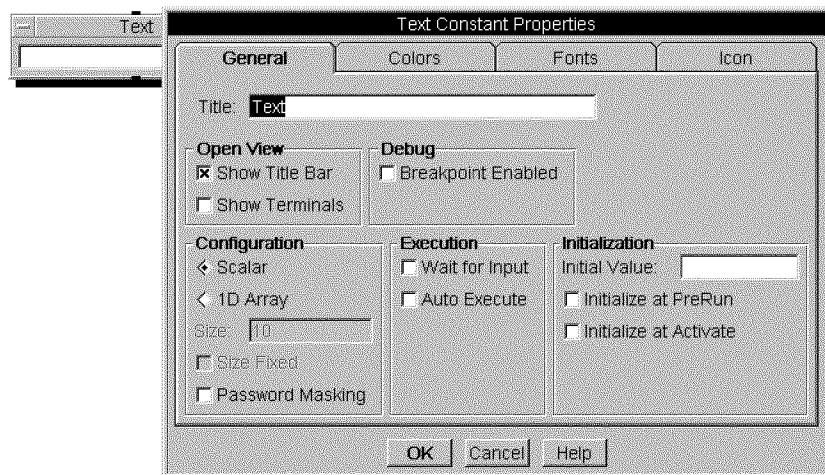 Text
Text Constant Properties
General Colors Fonts Icon
Title: Text
Open View Debug
Show Title Bar Breakpoint Enabled
Show Terminals
Configuration Execution Initialization
Scalar Wait for Input Initial Value:
1D Array Auto Execute Initialize at PreRun
Size: 10 Initialize at Activate
Size Fixed
Password Masking
OK Cancel Help